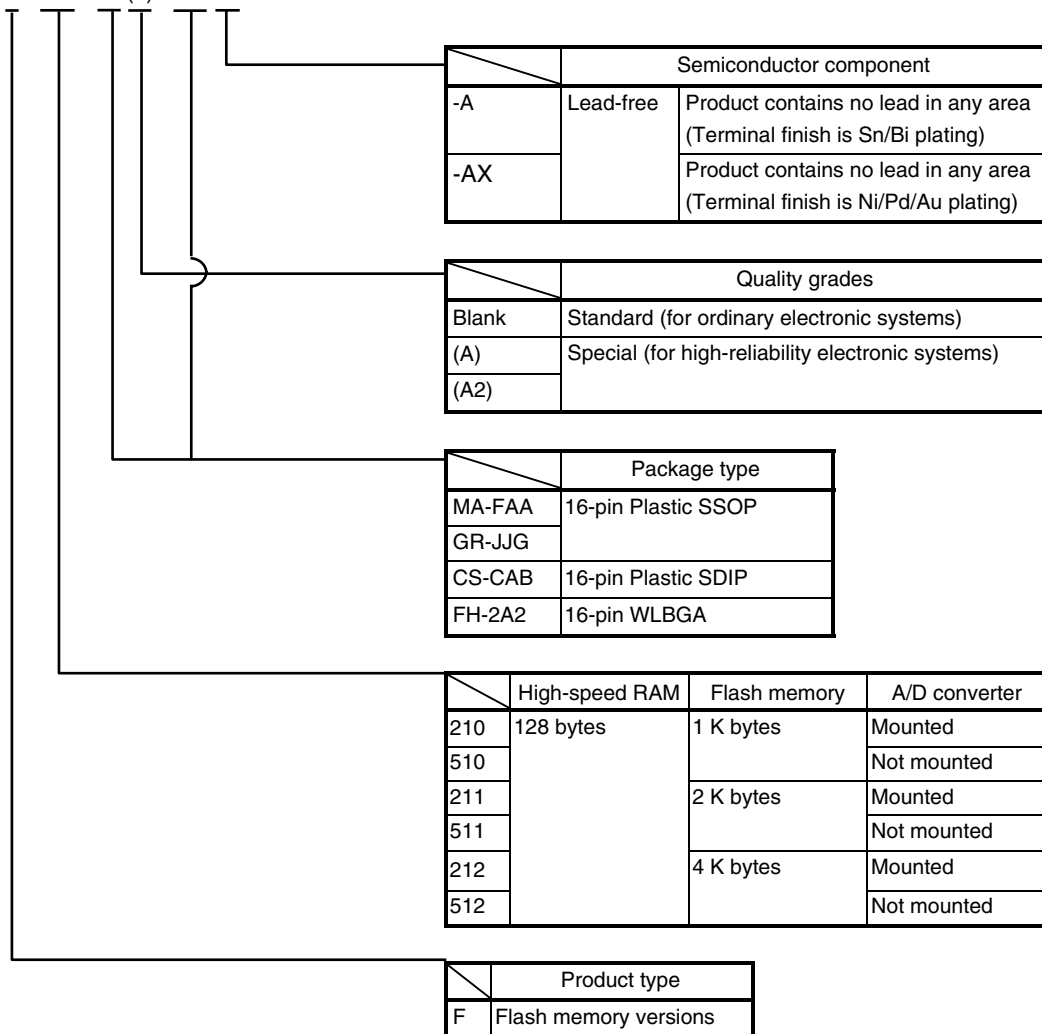 Semiconductor component
-A Lead-free Product contains no lead in any area
(Terminal finish is Sn/Bi plating)
-AX Product contains no lead in any area
(Terminal finish is Ni/Pd/Au plating)
Quality grades
Blank Standard (for ordinary electronic systems)
(A) Special (for high-reliability electronic systems)
(A2)
Package type
MA-FAA 16-pin Plastic SSOP
GR-JJG
CS-CAB 16-pin Plastic SDIP
FH-2A2 16-pin WLBGA
High-speed RAM Flash memory A/D converter
210 128 bytes 1 K bytes Mounted
510 Not mounted
211 2 K bytes Mounted
511 Not mounted
212 4 K bytes Mounted
512 Not mounted
Product type
F Flash memory versions